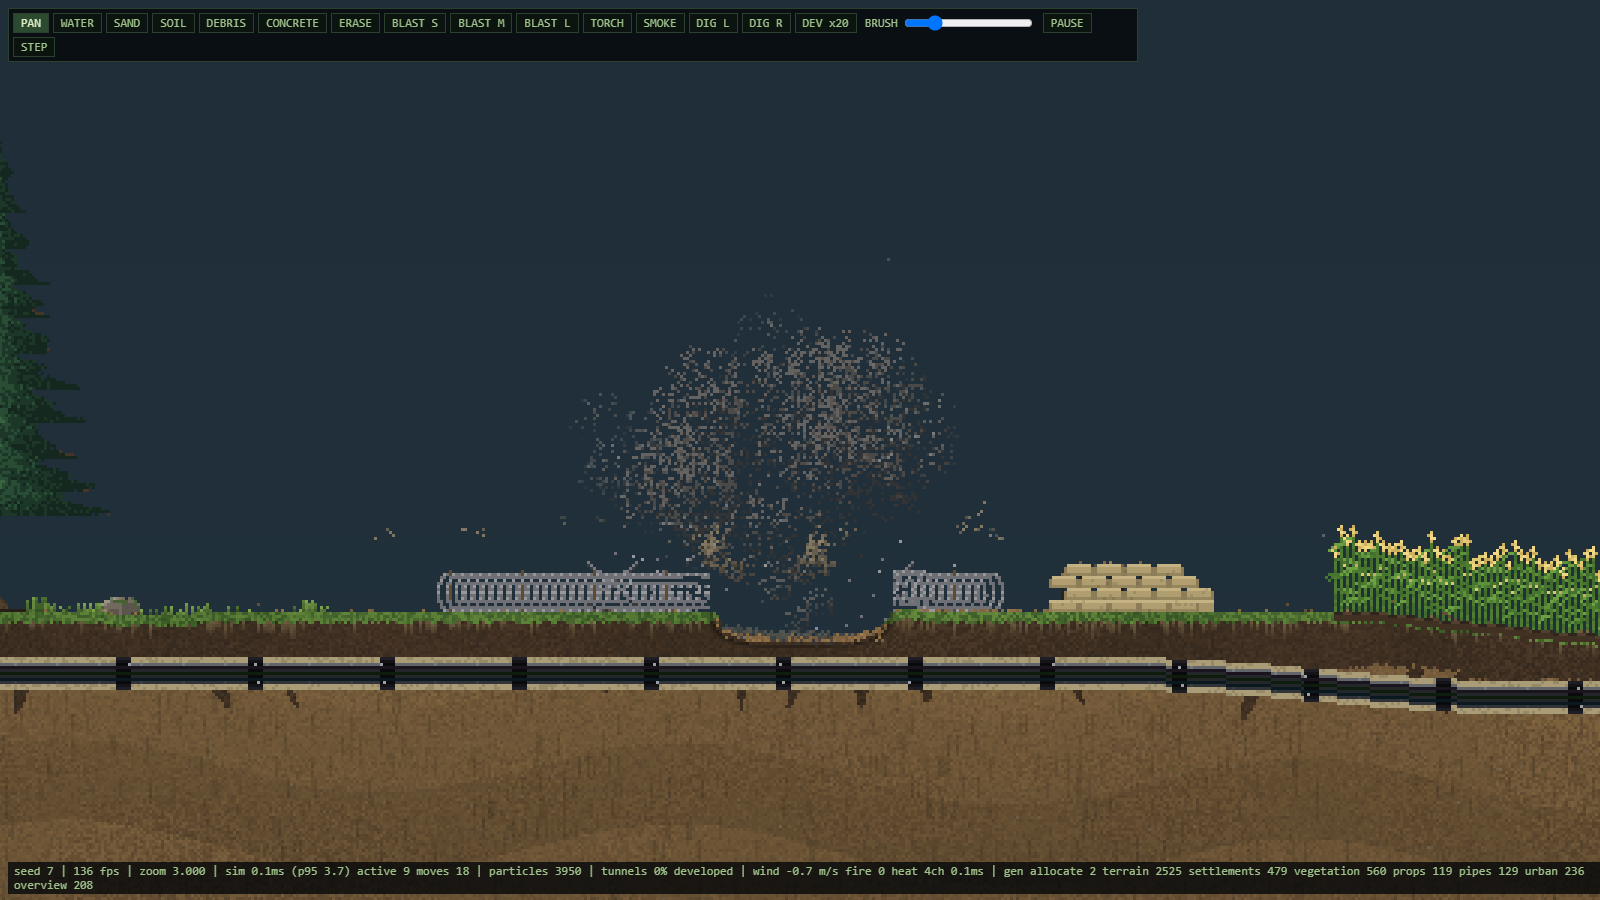 PAN WATER SAND SOIL DEBRIS CONCRETE ERASE BLAST S BLAST M BLAST L TORCH SMOKE DIG L DIG R DEV x20 BRUSH PAUSE
STEP
seed 7 | 136 fps | zoom 3.000 | sim 0.1ms (p95 3.7) active 9 moves 18 | particles 3950 | tunnels 0% developed | wind -0.7 m/s fire 0 heat 4ch 0.1ms | gen allocate 2 terrain 2525 settlements 479 vegetation 560 props 119 pipes 129 urban 236
overview 208